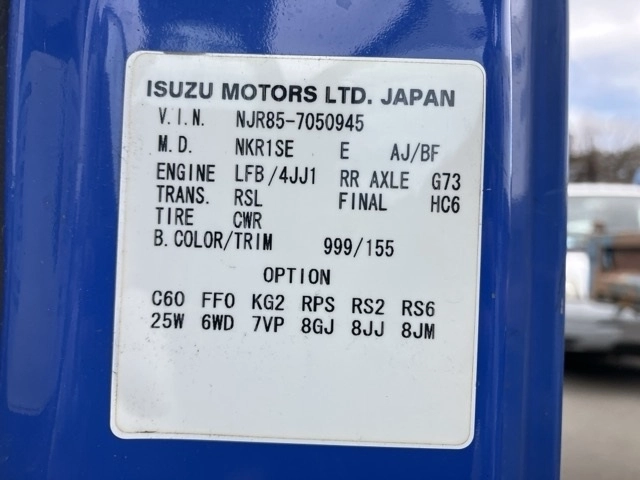 ISUZU MOTORS LTD. JAPAN
V.I.N. NJR85-7050945
M.D. NKR1SE E AJ/BF
ENGINE LFB/4JJ1 RR AXLE G73
TRANS. RSL FINAL HC6
TIRE CWR
B.COLOR/TRIM 999/155
OPTION
C60 FF0 KG2 RPS RS2 RS6
25W 6WD 7VP 8GJ 8JJ 8JM